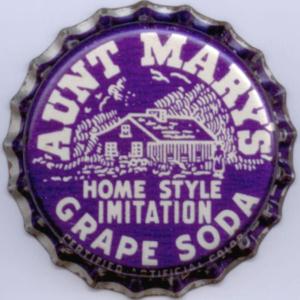 AUNT MARY'S
HOME STYLE
IMITATION
GRAPE SODA
CERTIFIED ARTIFICIAL COLOR